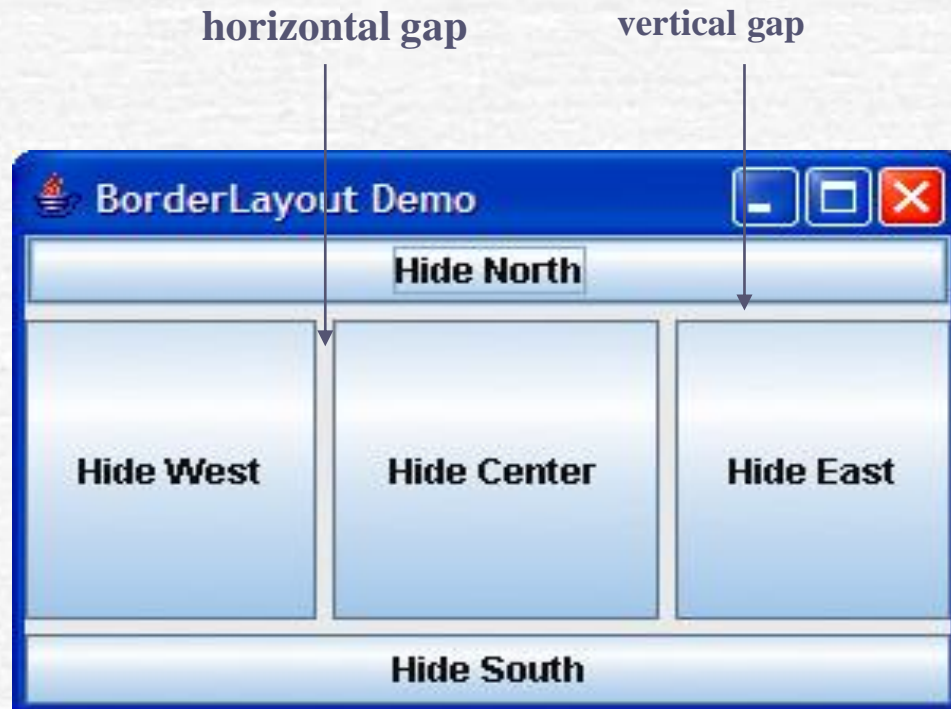 horizontal gap vertical gap
BorderLayout Demo
Hide North
Hide West Hide Center Hide East
Hide South